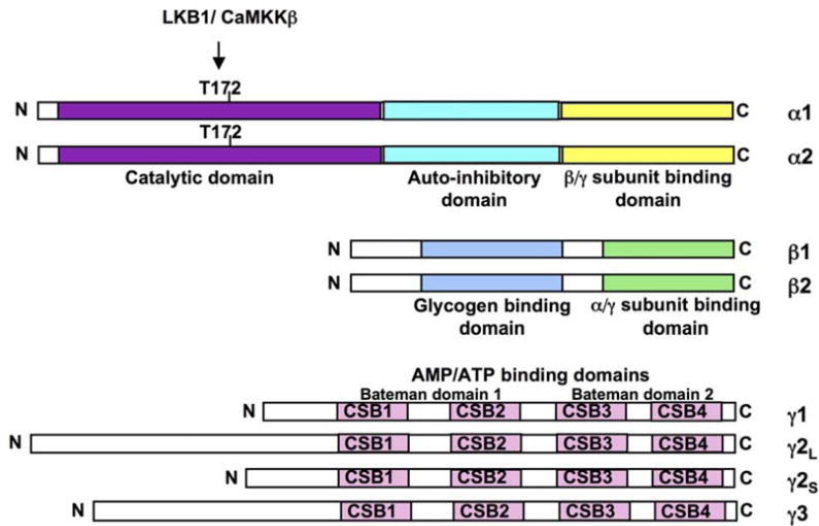 LKB1/ CaMKKβ
T172
N C α1
T172
N C α2
Catalytic domain Auto-inhibitory domain β/γ subunit binding domain
N C β1
N C β2
Glycogen binding domain α/γ subunit binding domain
AMP/ATP binding domains
Bateman domain 1 Bateman domain 2
N CSB1 CSB2 CSB3 CSB4 C γ1
N CSB1 CSB2 CSB3 CSB4 C γ2L
N CSB1 CSB2 CSB3 CSB4 C γ2S
N CSB1 CSB2 CSB3 CSB4 C γ3